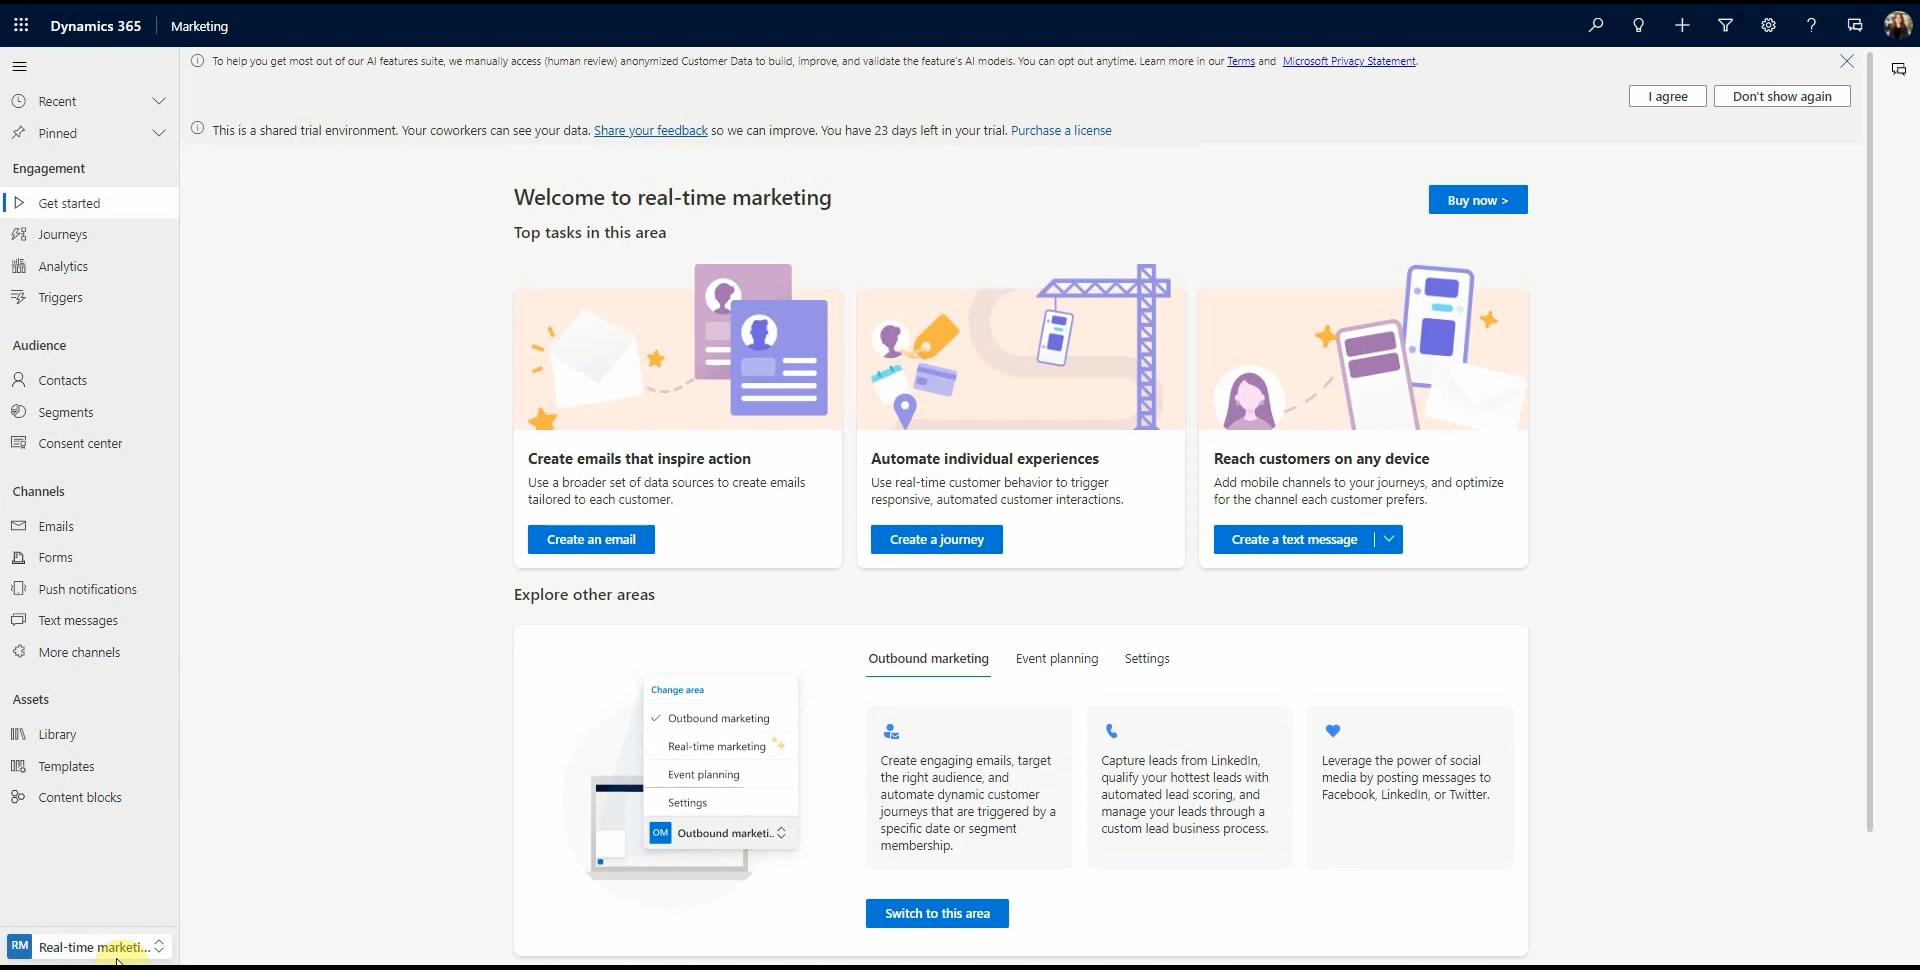 Dynamics 365
Marketing
To help you get most out of our AI features suite, we manually access (human review) anonymized Customer Data to build, improve, and validate the feature's AI models. You can opt out anytime. Learn more in our Terms and Microsoft Privacy Statement.
I agree
Don't show again
This is a shared trial environment. Your coworkers can see your data. Share your feedback so we can improve. You have 23 days left in your trial. Purchase a license
Recent
Pinned
Engagement
Get started
Journeys
Analytics
Triggers
Audience
Contacts
Segments
Consent center
Channels
Emails
Forms
Push notifications
Text messages
More channels
Assets
Library
Templates
Content blocks
RM Real-time marketi...
Welcome to real-time marketing
Buy now >
Top tasks in this area
Create emails that inspire action
Use a broader set of data sources to create emails
tailored to each customer.
Create an email
Automate individual experiences
Use real-time customer behavior to trigger
responsive, automated customer interactions.
Create a journey
Reach customers on any device
Add mobile channels to your journeys, and optimize
for the channel each customer prefers.
Create a text message
Explore other areas
Change area
Outbound marketing
Real-time marketing
Event planning
Settings
OM Outbound marketi..
Outbound marketing
Event planning
Settings
Create engaging emails, target
the right audience, and
automate dynamic customer
journeys that are triggered by a
specific date or segment
membership.
Capture leads from LinkedIn,
qualify your hottest leads with
automated lead scoring, and
manage your leads through a
custom lead business process.
Leverage the power of social
media by posting messages to
Facebook, LinkedIn, or Twitter.
Switch to this area